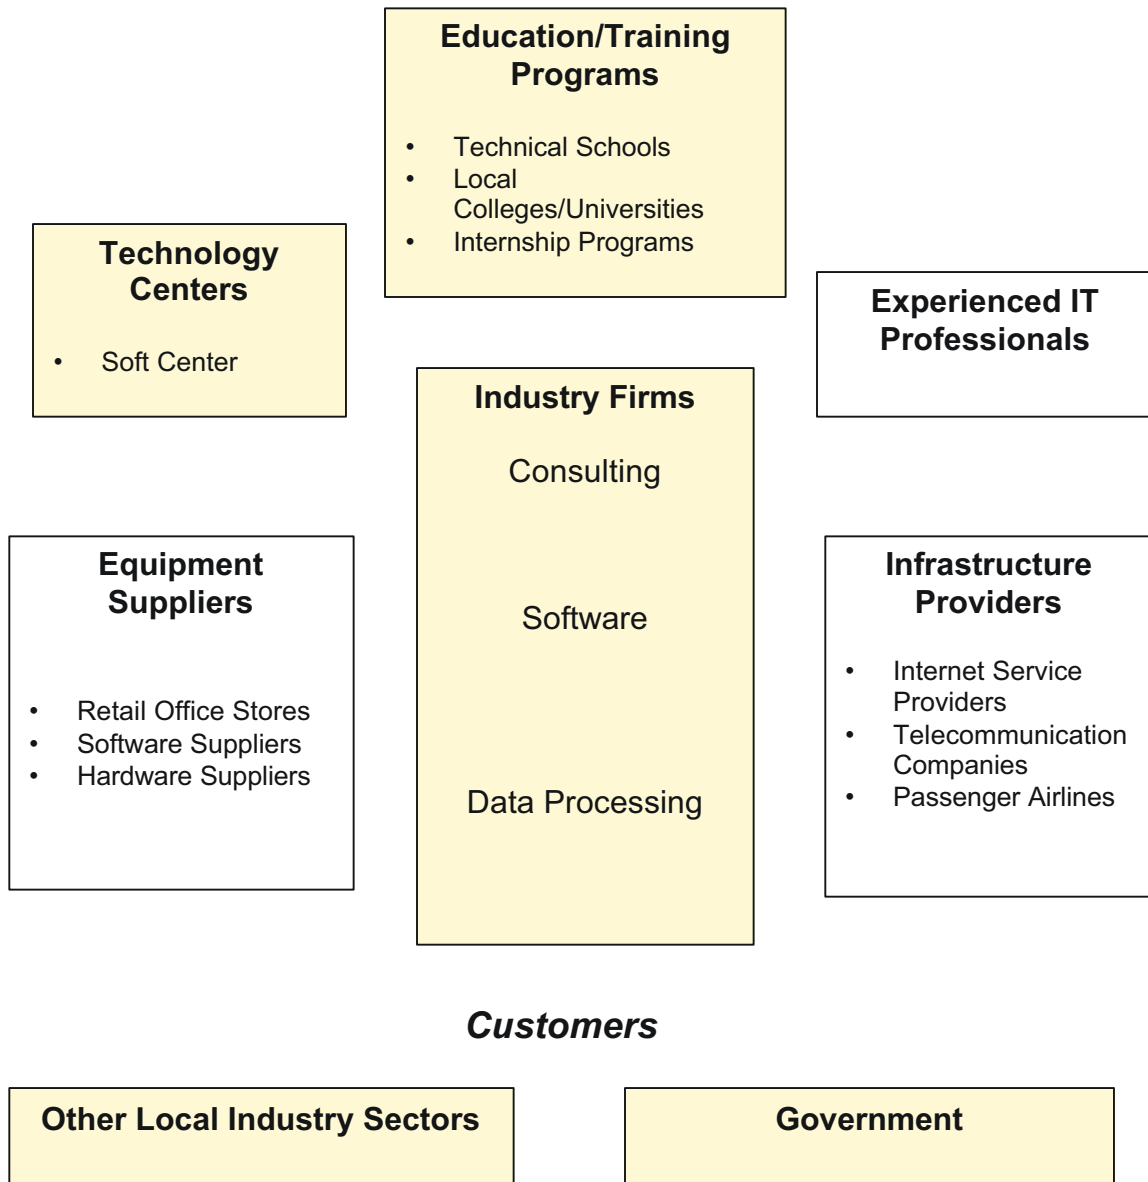 Education/Training
Programs
• Technical Schools
• Local
Colleges/Universities
• Internship Programs
Technology
Centers
• Soft Center
Experienced IT
Professionals
Industry Firms
Consulting
Software
Data Processing
Equipment
Suppliers
• Retail Office Stores
• Software Suppliers
• Hardware Suppliers
Infrastructure
Providers
• Internet Service
Providers
• Telecommunication
Companies
• Passenger Airlines
Customers
Other Local Industry Sectors
Government